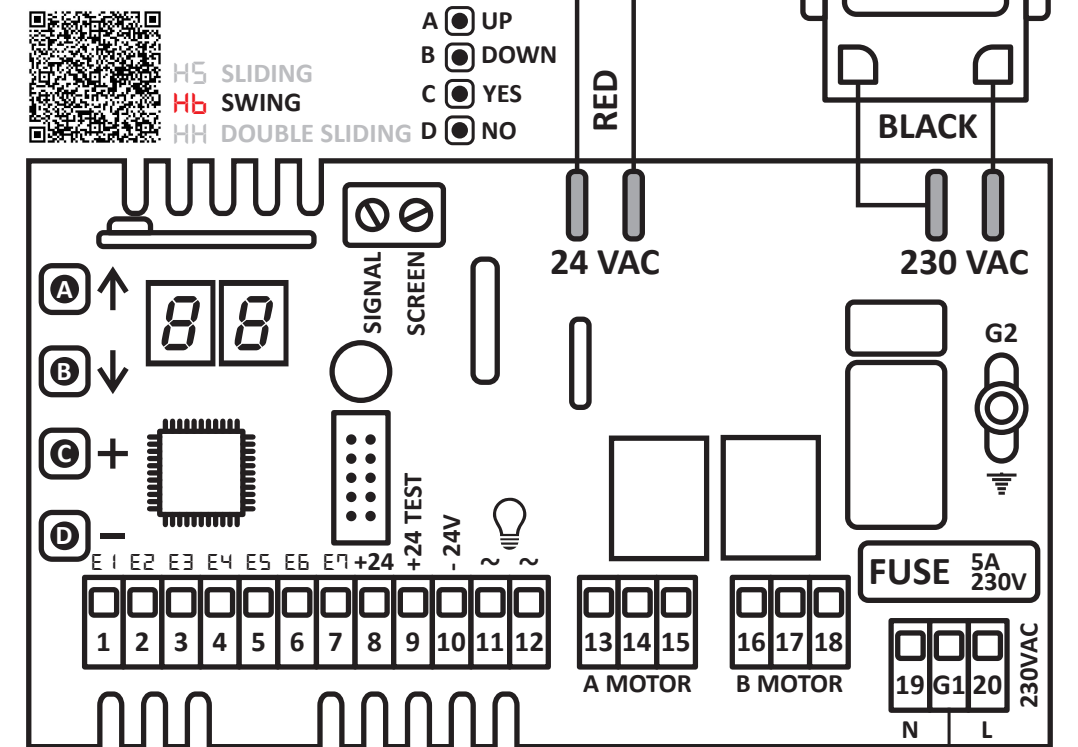 A UP
B DOWN
C YES
D NO
H5 SLIDING
Hb SWING
HH DOUBLE SLIDING
RED
BLACK
24 VAC
230 VAC
SIGNAL
SCREEN
A
B
C +
D -
8 8
G2
E1 E2 E3 E4 E5 E6 E7 +24 +24 TEST - 24V ~ ~
FUSE 5A 230V
1 2 3 4 5 6 7 8 9 10 11 12
13 14 15
16 17 18
A MOTOR
B MOTOR
19 G1 20
230VAC
N L